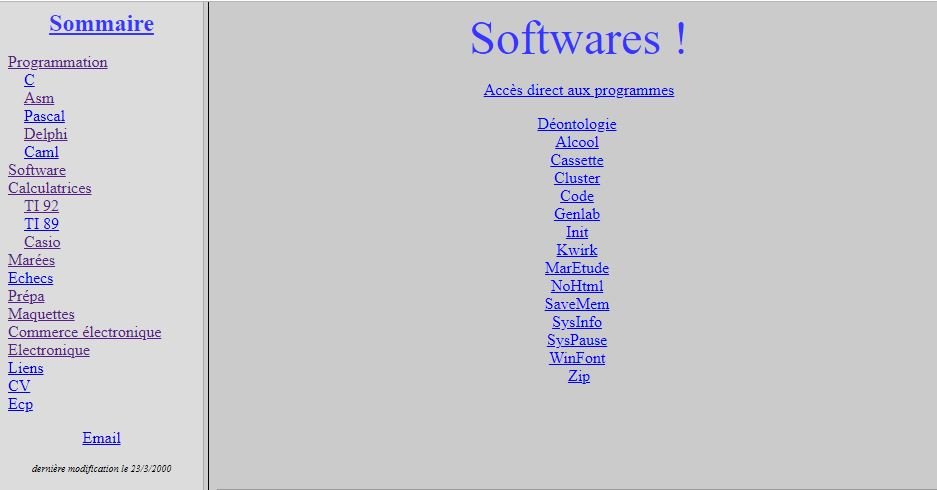 Sommaire
Programmation
C
Asm
Pascal
Delphi
Caml
Software
Calculatrices
TI 92
TI 89
Casio
Marées
Echecs
Prépa
Maquettes
Commerce électronique
Electronique
Liens
CV
Ecp
Email
dernière modification le 23/3/2000
Softwares !
Accès direct aux programmes
Déontologie
Alcool
Cassette
Cluster
Code
Genlab
Init
Kwirk
MarEtude
NoHtml
SaveMem
SysInfo
SysPause
WinFont
Zip